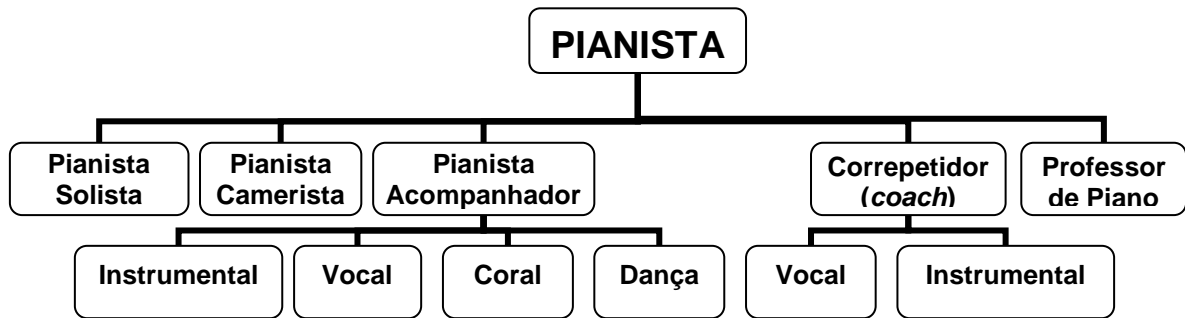 PIANISTA
Pianista
Solista
Pianista
Camerista
Pianista
Acompanhador
Correpetidor
(coach)
Professor
de Piano
Instrumental
Vocal
Coral
Dança
Vocal
Instrumental